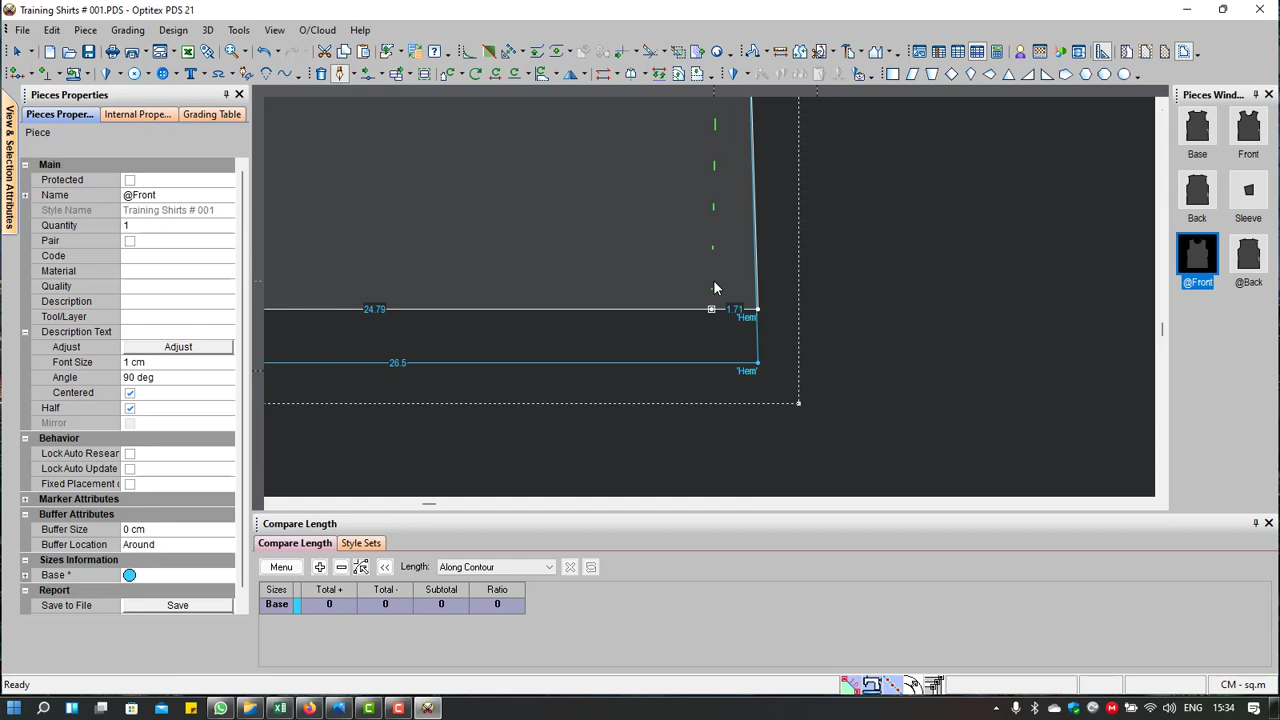 Training Shirts # 001.PDS - Optitex PDS 21
File Edit Piece Grading Design 3D Tools View O/Cloud Help
View & Selection Attributes
Pieces Properties
Pieces Proper... Internal Prope... Grading Table
Piece
Main
Protected
Name @Front
Style Name Training Shirts # 001
Quantity 1
Pair
Code
Material
Quality
Description
Tool/Layer
Description Text
Adjust Adjust
Font Size 1 cm
Angle 90 deg
Centered
Half
Mirror
Behavior
LockAuto Resear
LockAuto Update
Fixed Placement c
Marker Attributes
Buffer Attributes
Buffer Size 0 cm
Buffer Location Around
Sizes Information
Base *
Report
Save to File Save
24.79
1.71
'Hem'
26.5
'Hem'
Pieces Wind...
Base Front
Back Sleeve
@Front @Back
Compare Length
Compare Length Style Sets
Menu << Length: Along Contour
Sizes Total + Total - Subtotal Ratio
Base 0 0 0 0
Ready
CM - sq.m
ENG 15:34